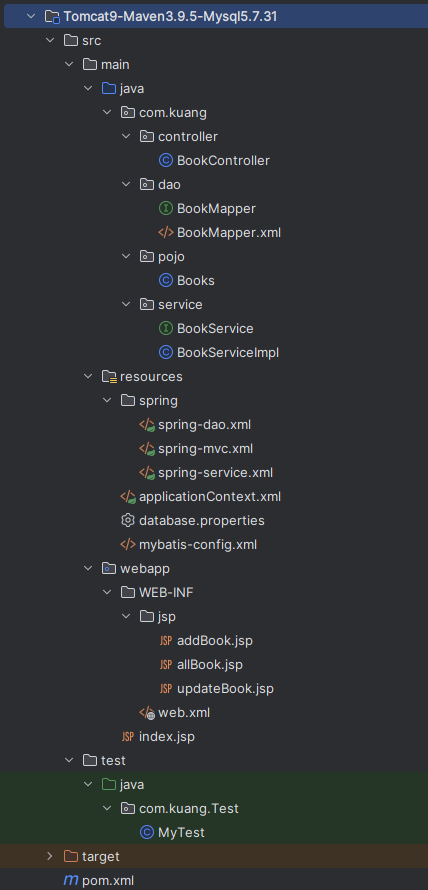 Tomcat9-Maven3.9.5-Mysql5.7.31
src
main
java
com.kuang
controller
BookController
dao
BookMapper
BookMapper.xml
pojo
Books
service
BookService
BookServiceImpl
resources
spring
spring-dao.xml
spring-mvc.xml
spring-service.xml
applicationContext.xml
database.properties
mybatis-config.xml
webapp
WEB-INF
jsp
JSP addBook.jsp
JSP allBook.jsp
JSP updateBook.jsp
web.xml
JSP index.jsp
test
java
com.kuang.Test
MyTest
target
m pom.xml